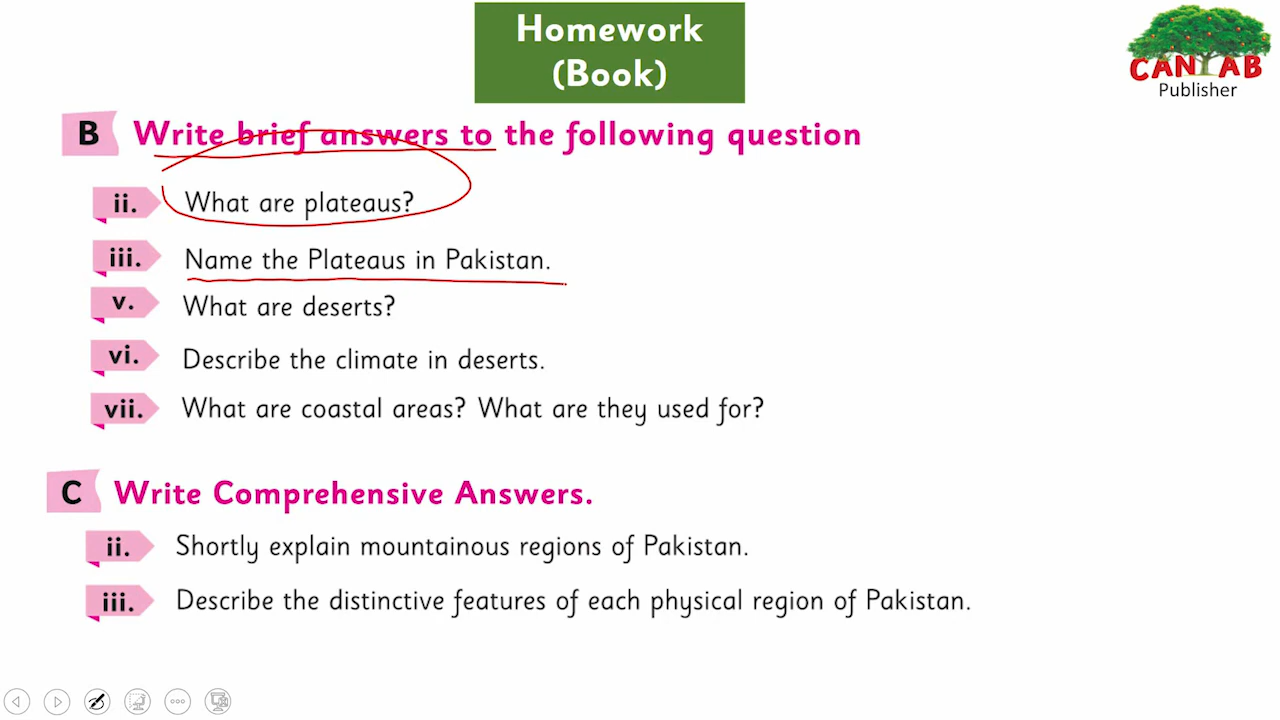 Homework
(Book)
CANTAB
Publisher
B Write brief answers to the following question
ii. What are plateaus?
iii. Name the Plateaus in Pakistan.
v. What are deserts?
vi. Describe the climate in deserts.
vii. What are coastal areas? What are they used for?
C Write Comprehensive Answers.
ii. Shortly explain mountainous regions of Pakistan.
iii. Describe the distinctive features of each physical region of Pakistan.